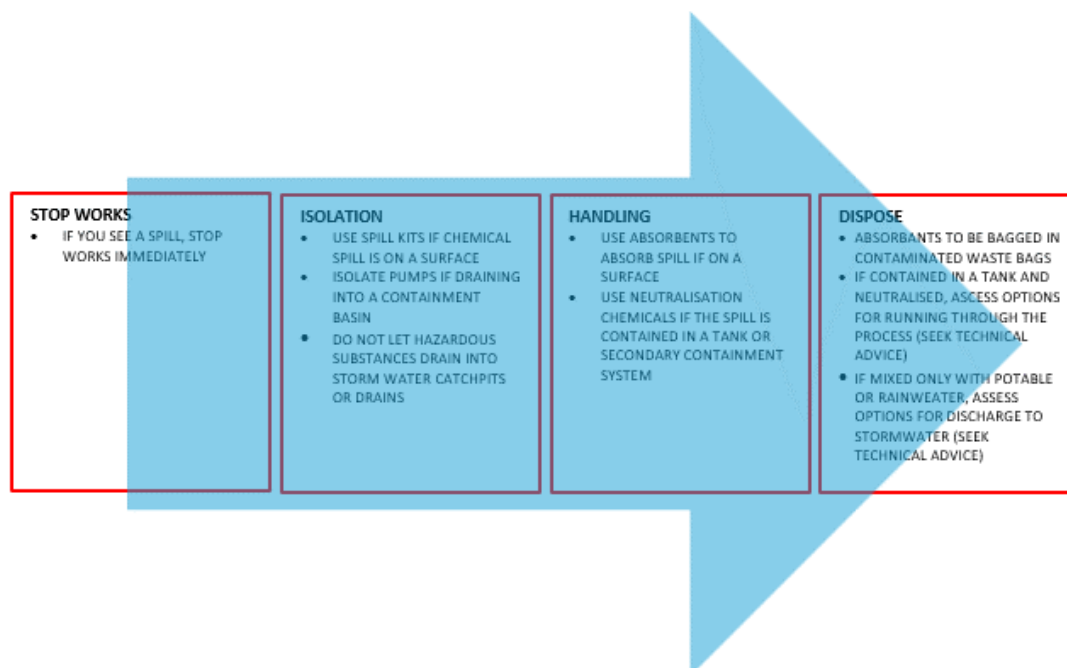 STOP WORKS
• IF YOU SEE A SPILL, STOP
WORKS IMMEDIATELY
ISOLATION
• USE SPILL KITS IF CHEMICAL
SPILL IS ON A SURFACE
• ISOLATE PUMPS IF DRAINING
INTO A CONTAINMENT
BASIN
• DO NOT LET HAZARDOUS
SUBSTANCES DRAIN INTO
STORM WATER CATCHPITS
OR DRAINS
HANDLING
• USE ABSORBENTS TO
ABSORB SPILL IF ON A
SURFACE
• USE NEUTRALISATION
CHEMICALS IF THE SPILL IS
CONTAINED IN A TANK OR
SECONDARY CONTAINMENT
SYSTEM
DISPOSE
• ABSORBANTS TO BE BAGGED IN
CONTAMINATED WASTE BAGS
• IF CONTAINED IN A TANK AND
NEUTRALISED, ASCESS OPTIONS
FOR RUNNING THROUGH THE
PROCESS (SEEK TECHNICAL
ADVICE)
• IF MIXED ONLY WITH POTABLE
OR RAINWEATER, ASSESS
OPTIONS FOR DISCHARGE TO
STORMWATER (SEEK
TECHNICAL ADVICE)